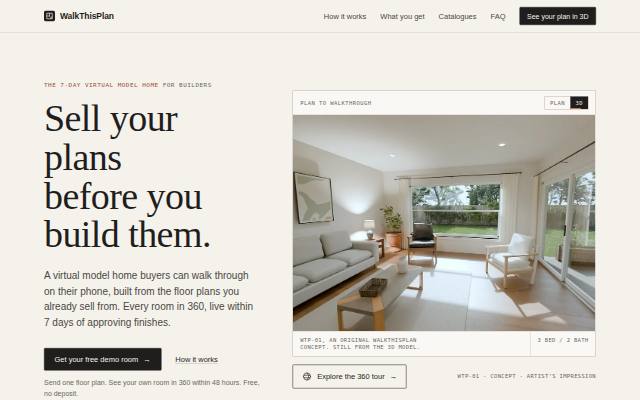 WalkThisPlan
How it works
What you get
Catalogues
FAQ
See your plan in 3D
THE 7-DAY VIRTUAL MODEL HOME FOR BUILDERS
Sell your
plans
before you
build them.
A virtual model home buyers can walk through
on their phone, built from the floor plans you
already sell from. Every room in 360, live within
7 days of approving finishes.
Get your free demo room →
How it works
Send one floor plan. See your own room in 360 within 48 hours. Free,
no deposit.
PLAN TO WALKTHROUGH
PLAN
3D
WTP-01, AN ORIGINAL WALKTHISPLAN
CONCEPT. STILL FROM THE 3D MODEL.
3 BED / 2 BATH
Explore the 360 tour →
WTP-01 · CONCEPT · ARTIST'S IMPRESSION